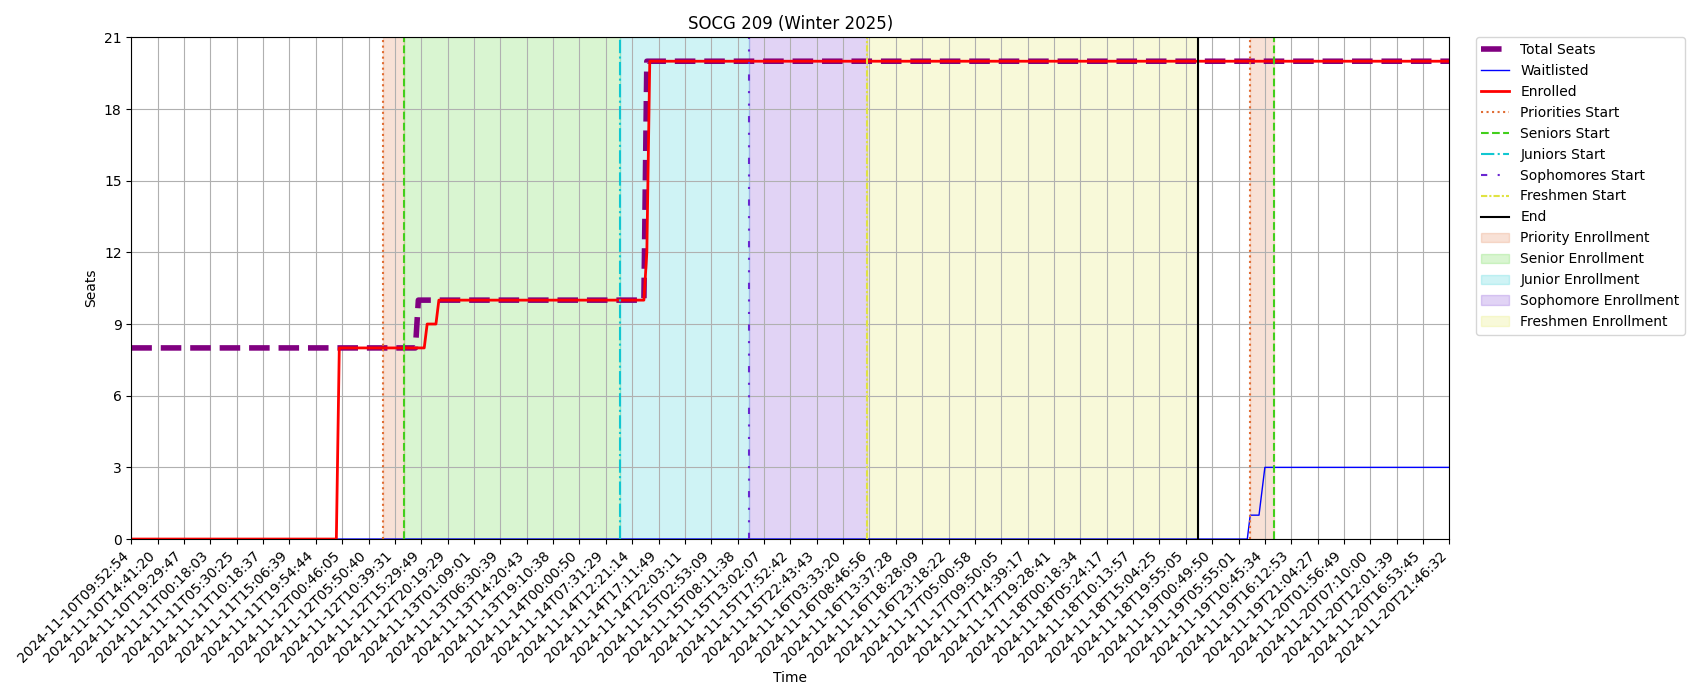 SOCG 209 (Winter 2025)
21
18
15
12
9
6
3
0
Seats
2024-11-10T09:52:54
2024-11-10T14:41:20
2024-11-10T19:29:47
2024-11-11T00:18:03
2024-11-11T05:30:25
2024-11-11T10:18:37
2024-11-11T15:06:39
2024-11-11T19:54:44
2024-11-12T00:46:05
2024-11-12T05:50:40
2024-11-12T10:39:31
2024-11-12T15:29:49
2024-11-12T20:19:29
2024-11-13T01:09:01
2024-11-13T06:30:39
2024-11-13T14:20:43
2024-11-13T19:10:38
2024-11-14T00:00:50
2024-11-14T07:31:29
2024-11-14T12:21:14
2024-11-14T17:11:49
2024-11-14T22:03:11
2024-11-15T02:53:09
2024-11-15T08:11:38
2024-11-15T13:02:07
2024-11-15T17:52:42
2024-11-15T22:43:43
2024-11-16T03:33:20
2024-11-16T08:46:56
2024-11-16T13:37:28
2024-11-16T18:28:09
2024-11-16T23:18:22
2024-11-17T05:00:58
2024-11-17T09:50:05
2024-11-17T14:39:17
2024-11-17T19:28:41
2024-11-18T00:18:34
2024-11-18T05:24:17
2024-11-18T10:13:57
2024-11-18T15:04:25
2024-11-18T19:55:05
2024-11-19T00:49:50
2024-11-19T05:55:01
2024-11-19T10:45:34
2024-11-19T16:12:53
2024-11-19T21:04:27
2024-11-20T01:56:49
2024-11-20T07:10:00
2024-11-20T12:01:39
2024-11-20T16:53:45
2024-11-20T21:46:32
Time
Total Seats
Waitlisted
Enrolled
Priorities Start
Seniors Start
Juniors Start
Sophomores Start
Freshmen Start
End
Priority Enrollment
Senior Enrollment
Junior Enrollment
Sophomore Enrollment
Freshmen Enrollment